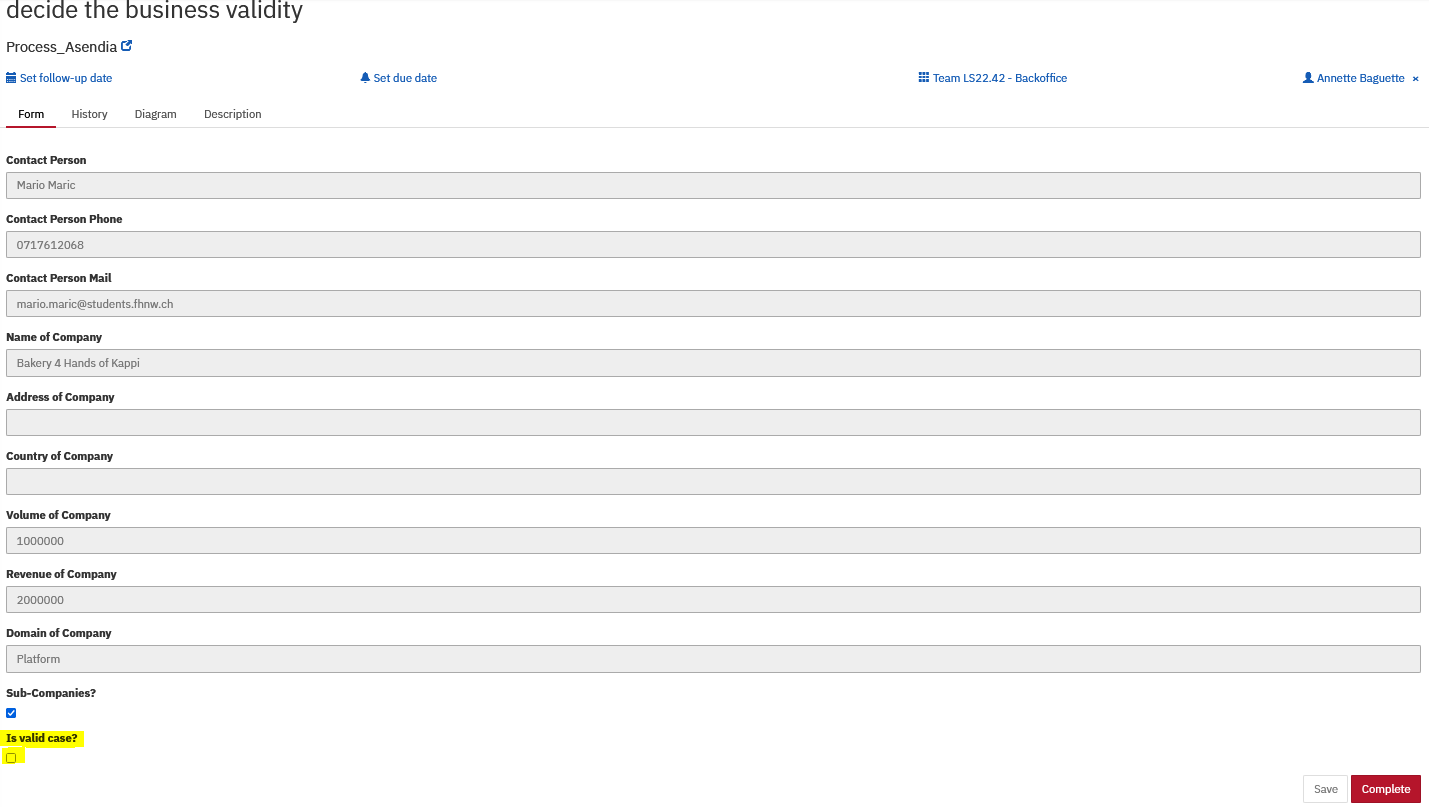 decide the business validity
Process_Asendia
Set follow-up date Set due date Team LS22.42 - Backoffice Annette Baguette ×
Form History Diagram Description
Contact Person
Mario Maric
Contact Person Phone
0717612068
Contact Person Mail
mario.maric@students.fhnw.ch
Name of Company
Bakery 4 Hands of Kappi
Address of Company
Country of Company
Volume of Company
1000000
Revenue of Company
2000000
Domain of Company
Platform
Sub-Companies?
Is valid case?
Save Complete